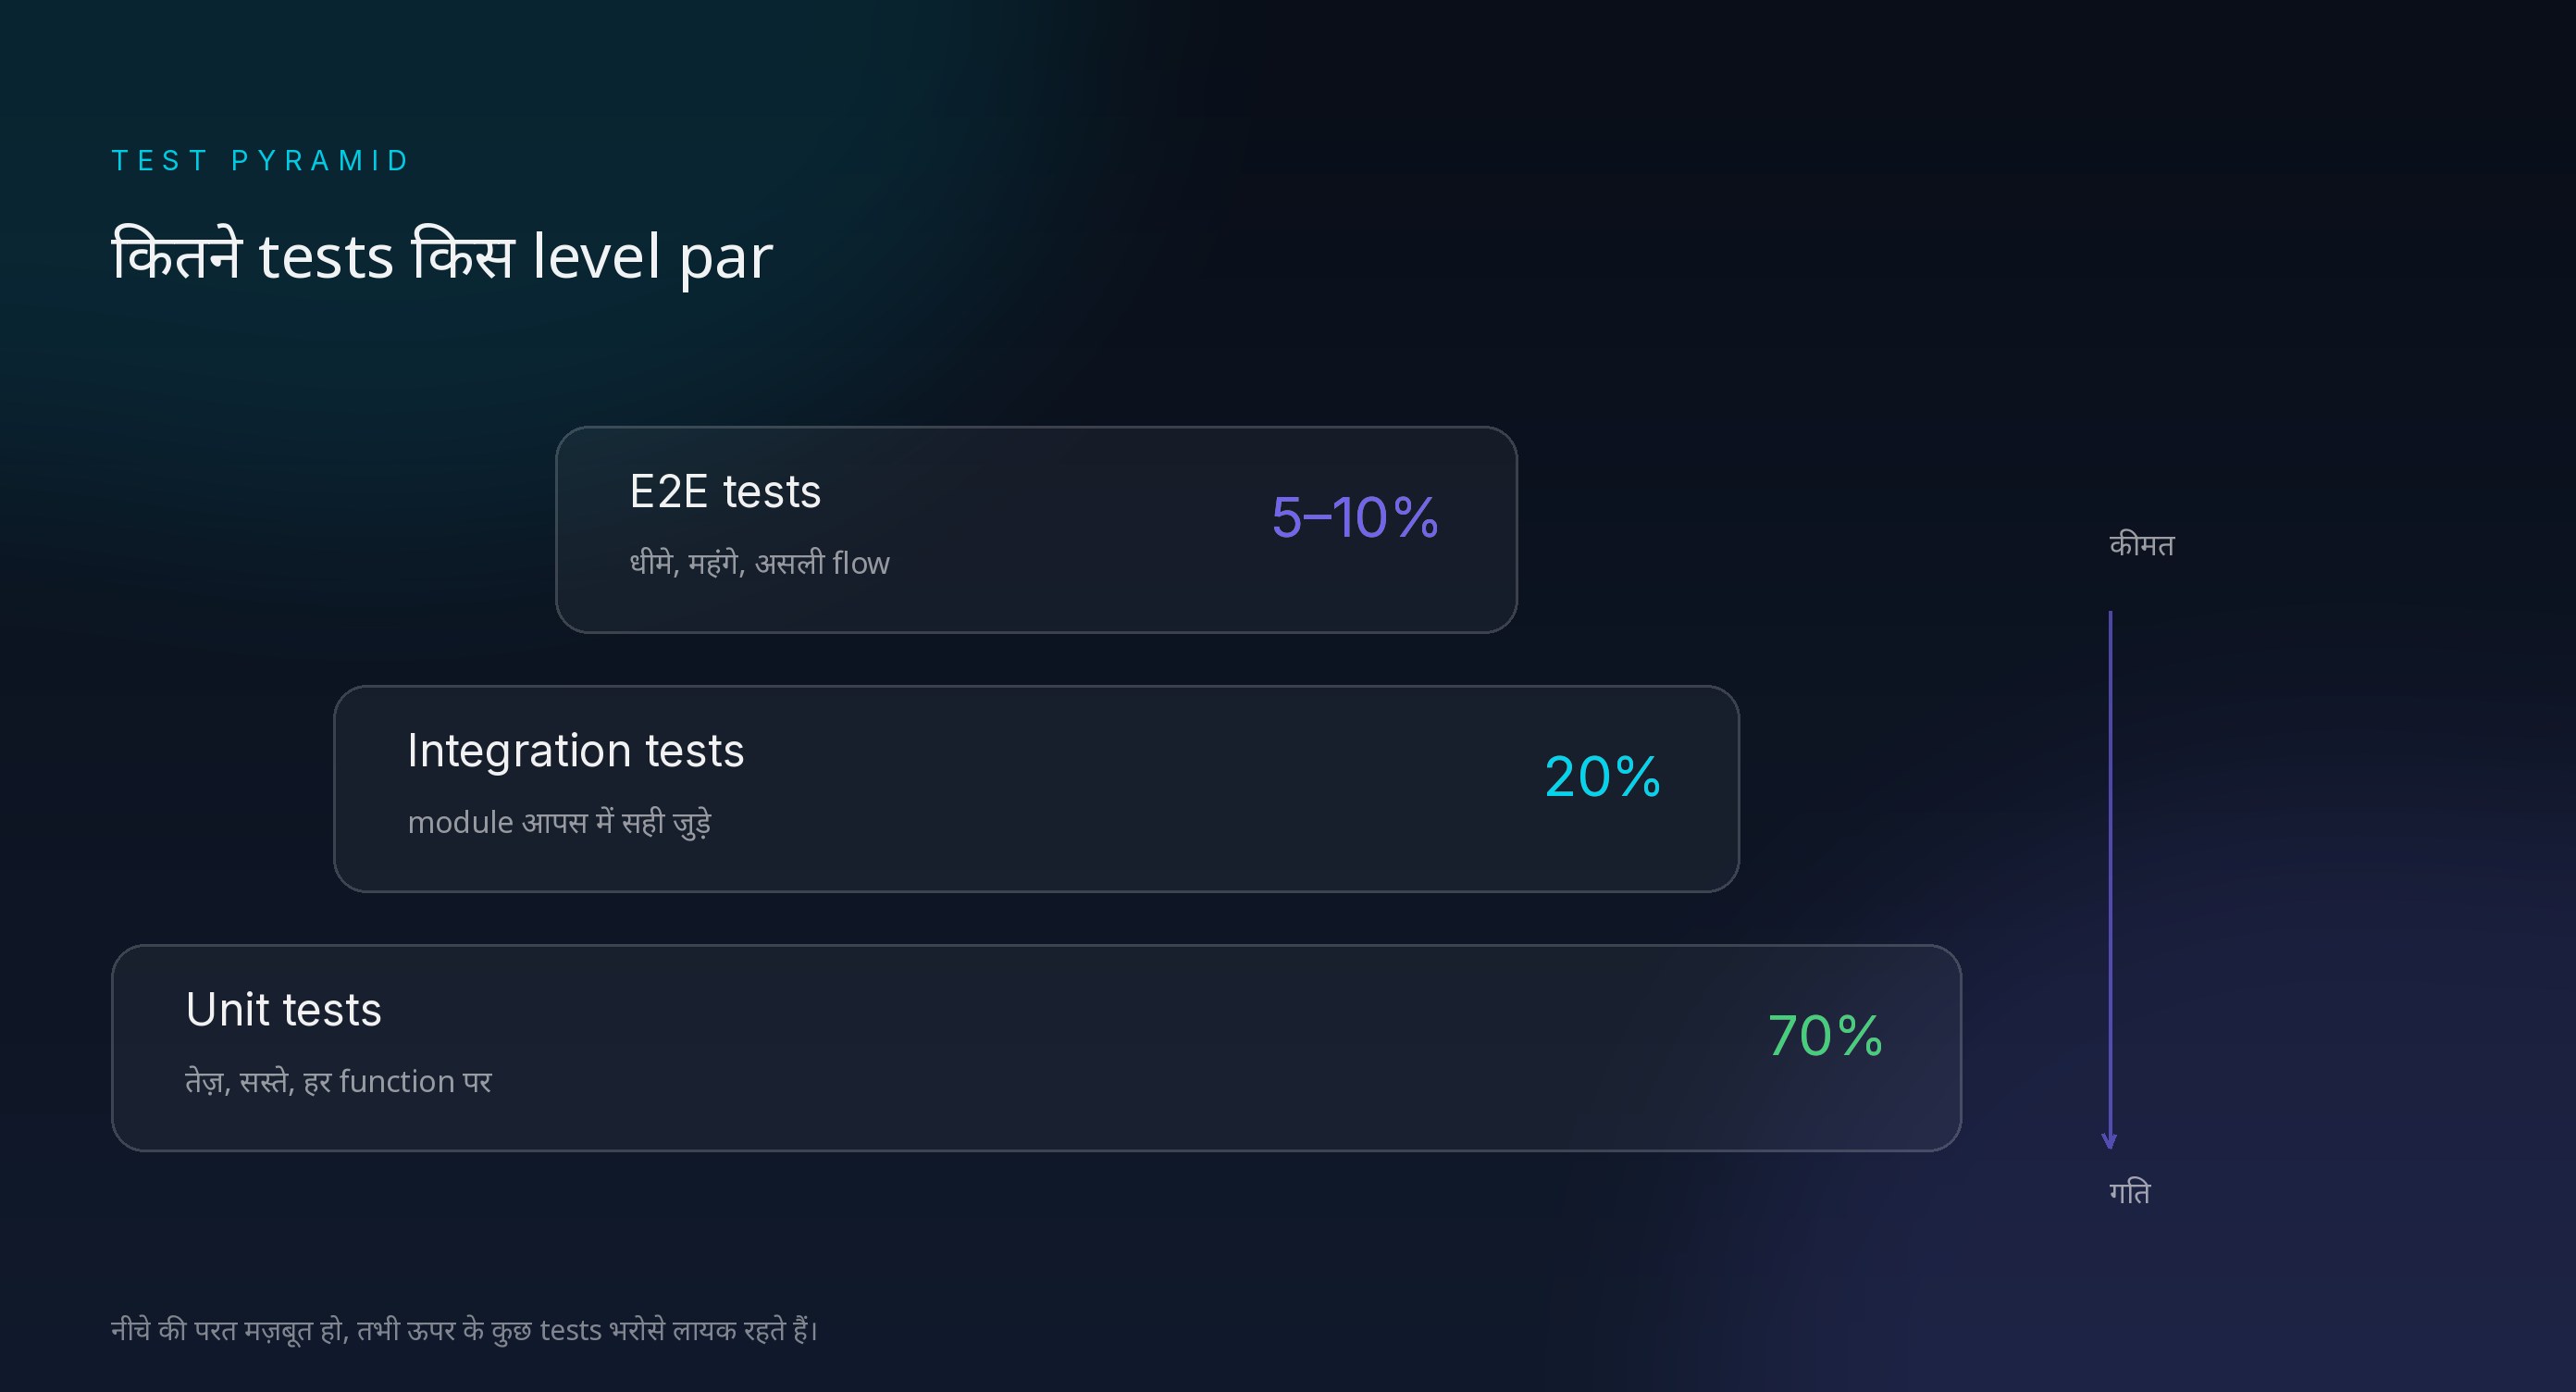 TEST PYRAMID
कितने tests किस level par
E2E tests
5–10%
धीमे, महंगे, असली flow
कीमत
Integration tests
20%
module आपस में सही जुड़े
Unit tests
70%
तेज़, सस्ते, हर function पर
गति
नीचे की परत मज़बूत हो, तभी ऊपर के कुछ tests भरोसे लायक रहते हैं।